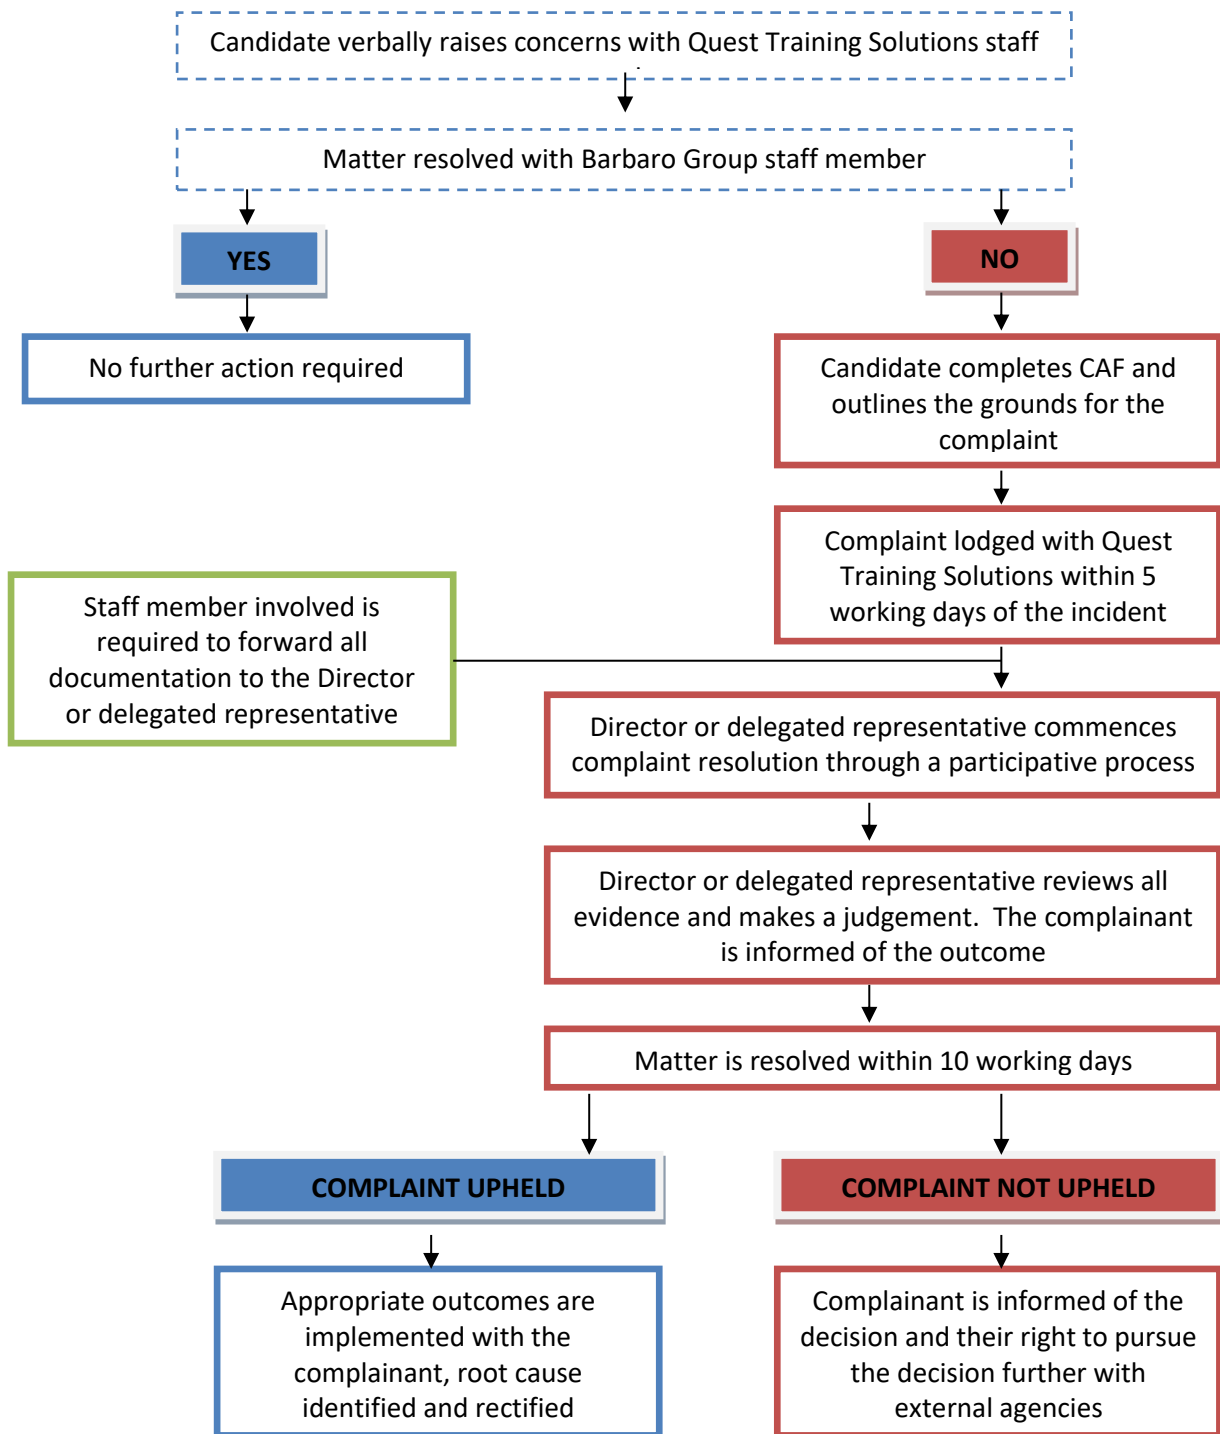 Candidate verbally raises concerns with Quest Training Solutions staff
.
Matter resolved with Barbaro Group staff member
YES
NO
No further action required
Candidate completes CAF and
outlines the grounds for the
complaint
Complaint lodged with Quest
Training Solutions within 5
working days of the incident
Staff member involved is
required to forward all
documentation to the Director
or delegated representative
Director or delegated representative commences
complaint resolution through a participative process
Director or delegated representative reviews all
evidence and makes a judgement.  The complainant
is informed of the outcome
Matter is resolved within 10 working days
COMPLAINT UPHELD
COMPLAINT NOT UPHELD
Appropriate outcomes are
implemented with the
complainant, root cause
identified and rectified
Complainant is informed of the
decision and their right to pursue
the decision further with
external agencies